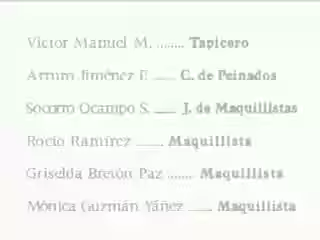 Victor Manuel M. ........ Tapicero
Arturo Jiménez P. ...... C. de Peinados
Socorro Ocampo S. ...... J. de Maquillistas
Rocío Ramírez ........ Maquillista
Griselda Bretón Paz ........ Maquillista
Mónica Guzmán Yáñez ....... Maquillista